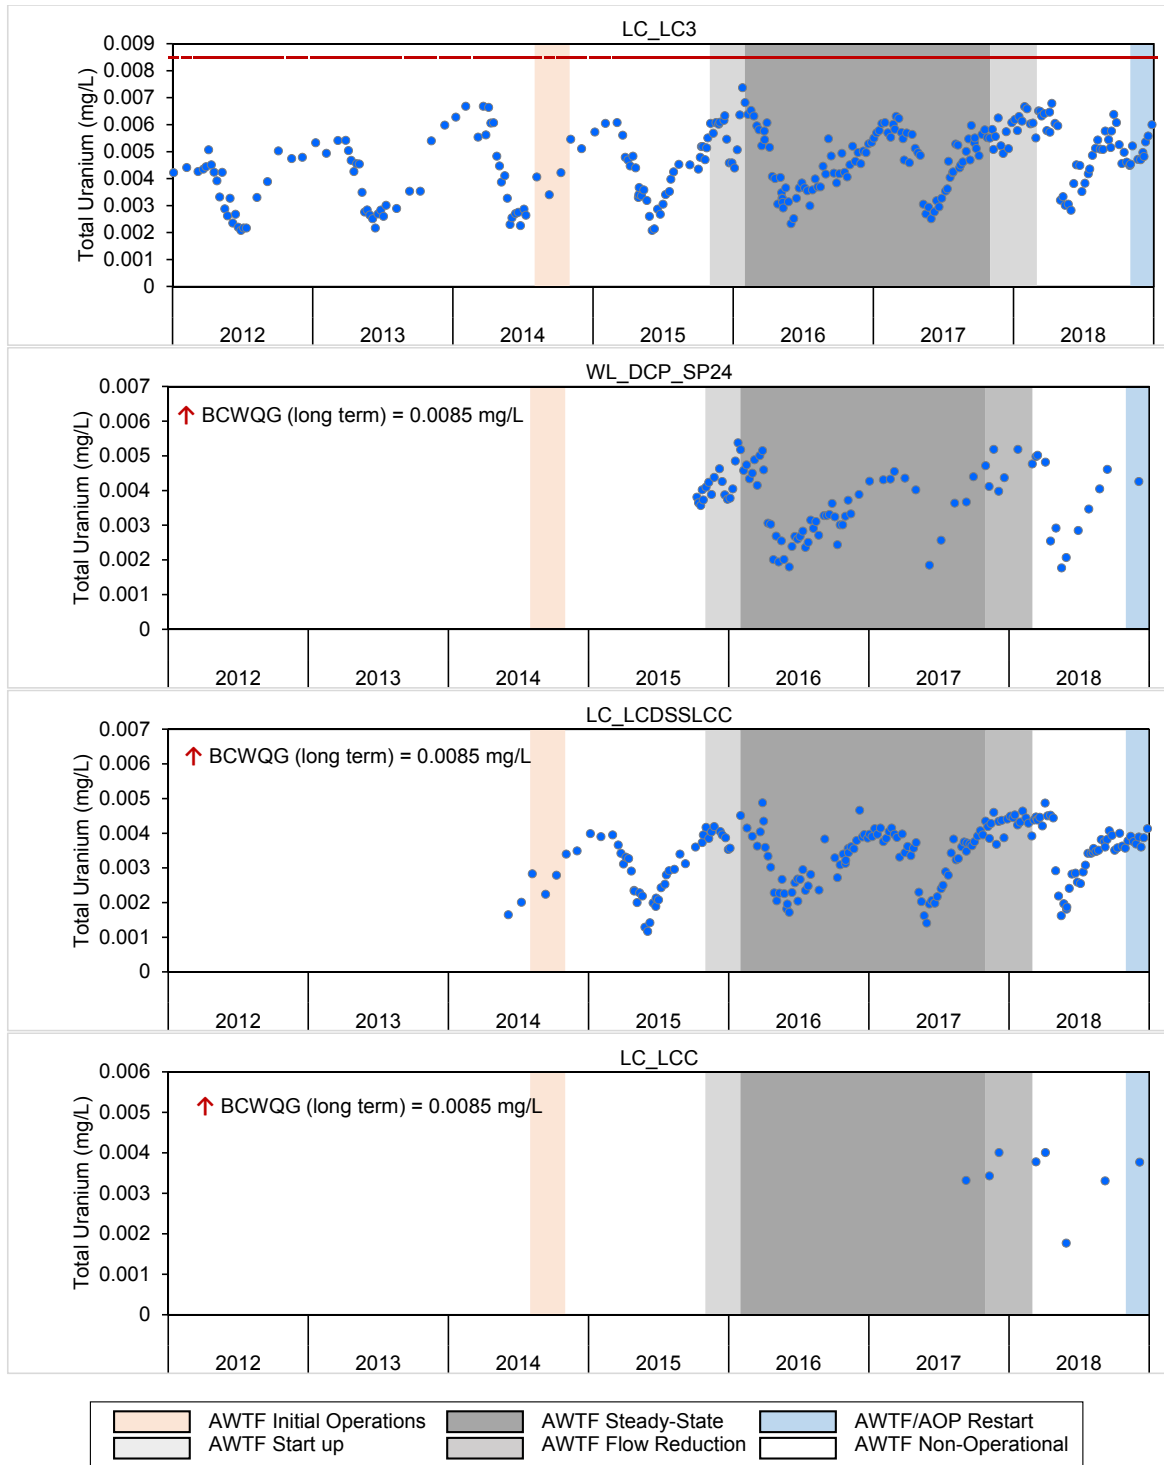 LC_LC3
Total Uranium (mg/L)
0.009
0.008
0.007
0.006
0.005
0.004
0.003
0.002
0.001
0
2012 2013 2014 2015 2016 2017 2018
WL_DCP_SP24
Total Uranium (mg/L)
0.007
0.006
0.005
0.004
0.003
0.002
0.001
0
↑ BCWQG (long term) = 0.0085 mg/L
2012 2013 2014 2015 2016 2017 2018
LC_LCDSSLCC
Total Uranium (mg/L)
0.007
0.006
0.005
0.004
0.003
0.002
0.001
0
↑ BCWQG (long term) = 0.0085 mg/L
2012 2013 2014 2015 2016 2017 2018
LC_LCC
Total Uranium (mg/L)
0.006
0.005
0.004
0.003
0.002
0.001
0
↑ BCWQG (long term) = 0.0085 mg/L
2012 2013 2014 2015 2016 2017 2018
AWTF Initial Operations AWTF Steady-State AWTF/AOP Restart
AWTF Start up AWTF Flow Reduction AWTF Non-Operational